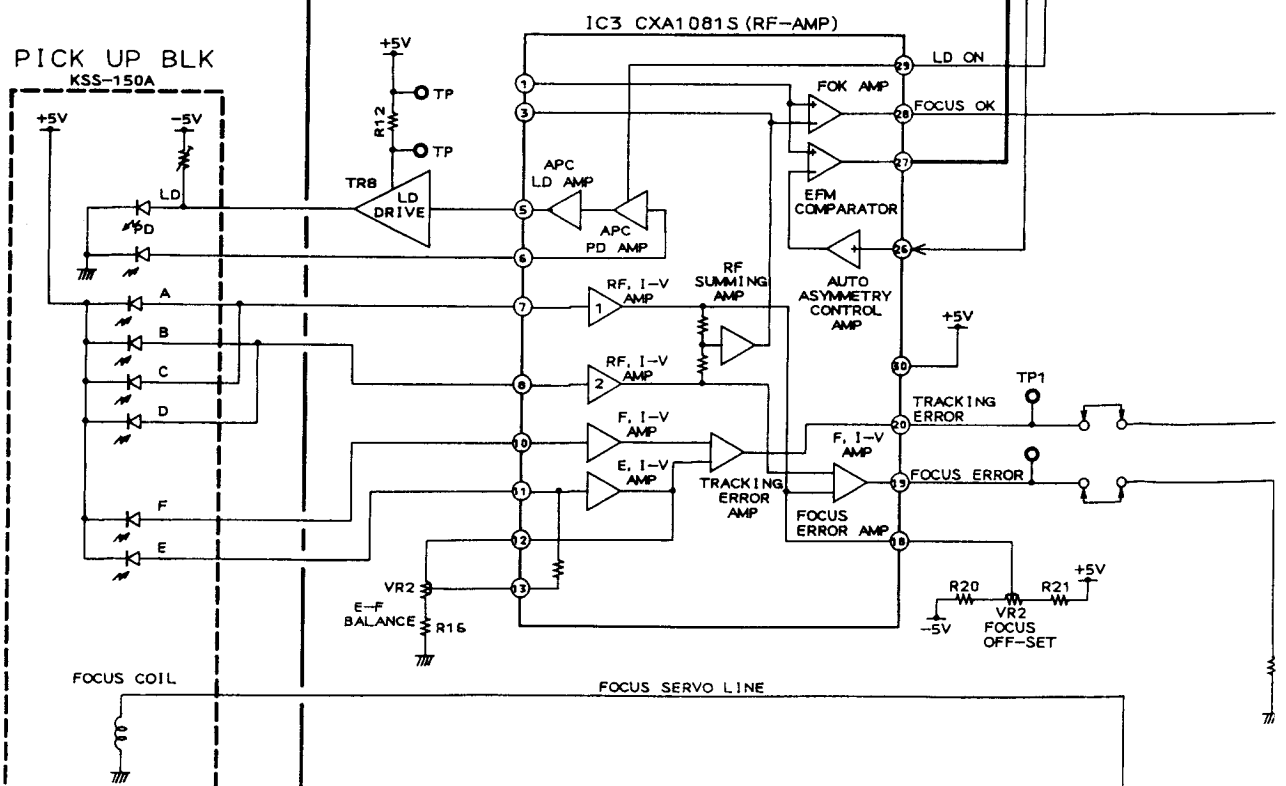 IC3 CXA1081S (RF-AMP)
PICK UP BLK
KSS-150A
+5V
-5V
LD
PD
A
B
C
D
F
E
FOCUS COIL
+5V
TP
R12
TP
TR8
LD
DRIVE
1
3
5
6
7
8
10
11
12
13
APC
LD AMP
APC
PD AMP
RF, I-V
AMP
1
RF, I-V
AMP
2
F, I-V
AMP
E, I-V
AMP
RF
SUMMING
AMP
TRACKING
ERROR
AMP
FOK AMP
EFM
COMPARATOR
AUTO
ASYMMETRY
CONTROL
AMP
F, I-V
AMP
FOCUS
ERROR AMP
29
LD ON
28
FOCUS OK
27
26
30
+5V
20
TRACKING
ERROR
TP1
19
FOCUS ERROR
18
R20
R21
+5V
-5V
VR2
FOCUS
OFF-SET
VR2
E-F
BALANCE
R16
FOCUS SERVO LINE